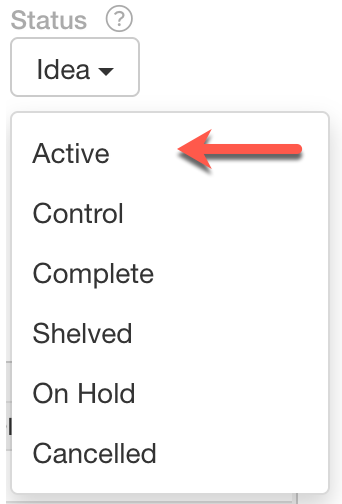 Status ?
Idea
Active
Control
Complete
Shelved
On Hold
Cancelled